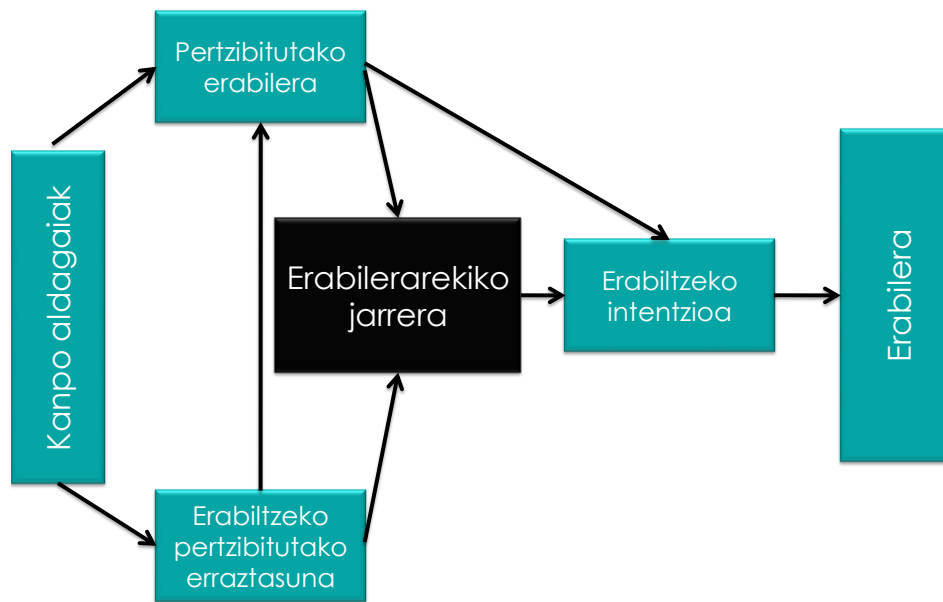 Pertzibitutako
erabilera
Kanpo aldagaiak
Erabilerarekiko
jarrera
Erabiltzeko
intentzioa
Erabilera
Erabiltzeko
pertzibitutako
erraztasuna